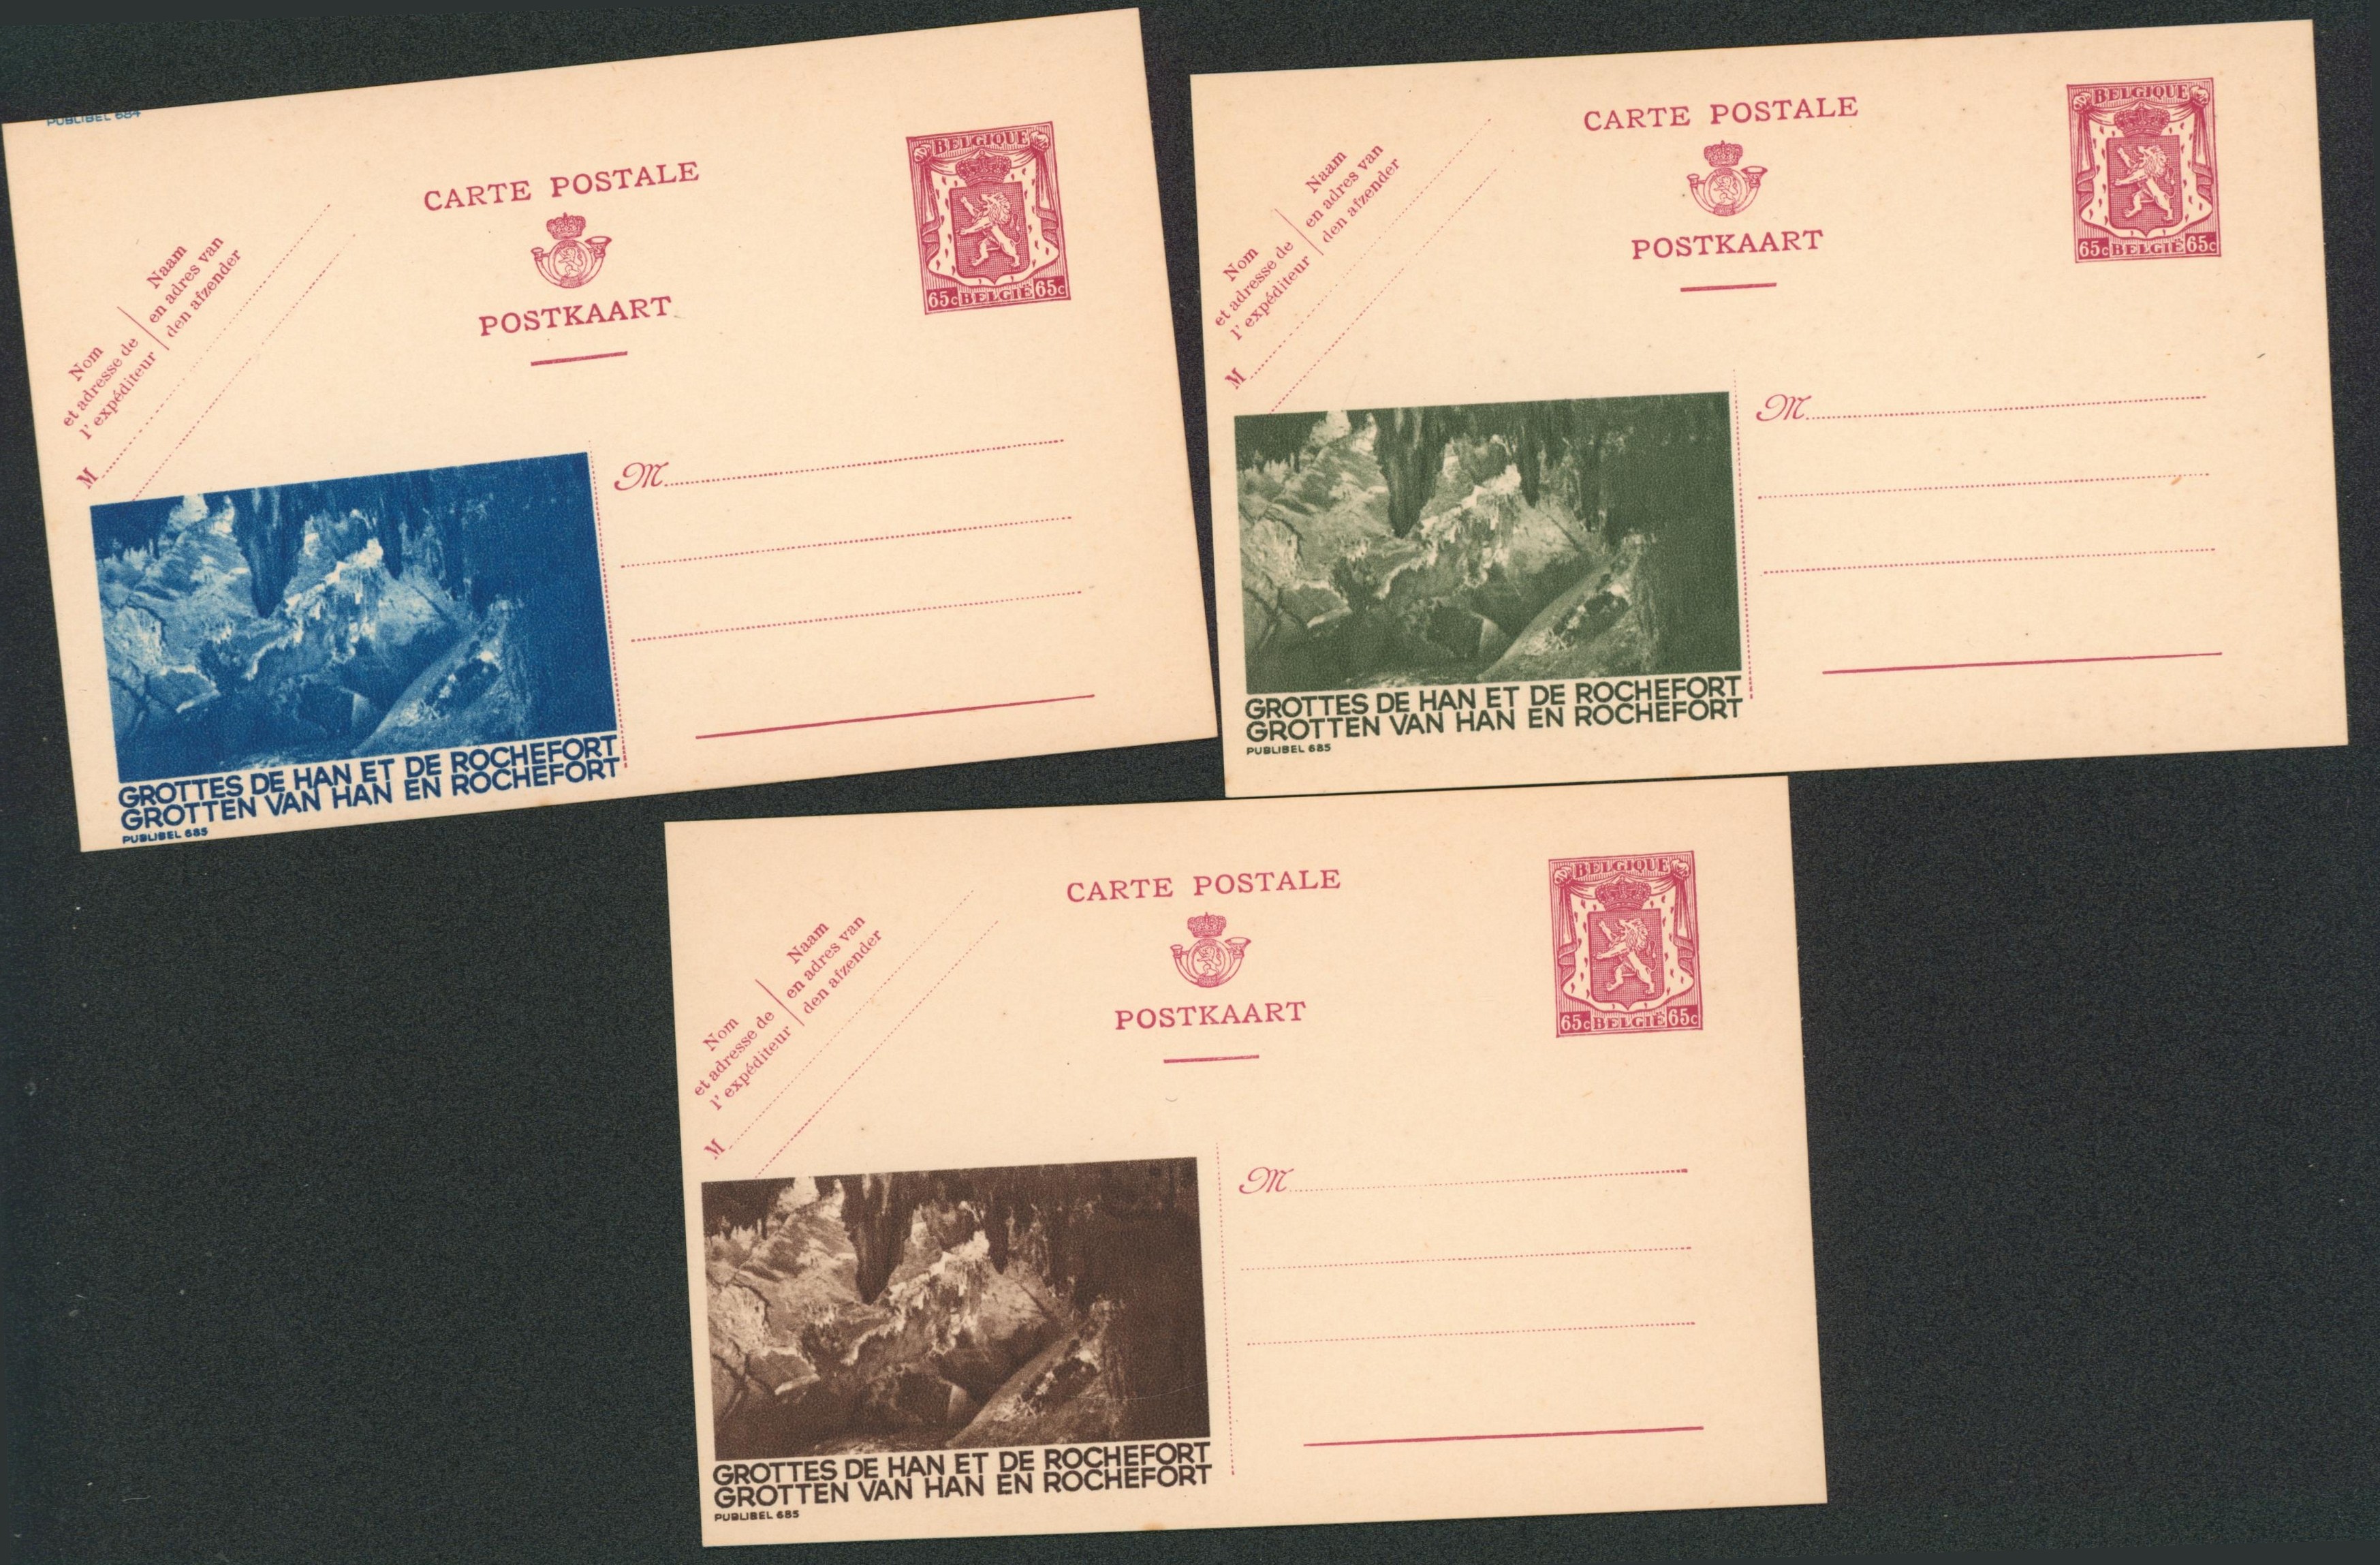 PUBLIBEL 684
CARTE POSTALE
POSTKAART
BELGIQUE
65c BELGIË 65c
Nom
et adresse de
l'expéditeur
Naam
en adres van
den afzender
M
M
GROTTES DE HAN ET DE ROCHEFORT
GROTTEN VAN HAN EN ROCHEFORT
PUBLIBEL 685
CARTE POSTALE
POSTKAART
BELGIQUE
65c BELGIË 65c
Nom
et adresse de
l'expéditeur
Naam
en adres van
den afzender
M
M
GROTTES DE HAN ET DE ROCHEFORT
GROTTEN VAN HAN EN ROCHEFORT
PUBLIBEL 685
CARTE POSTALE
POSTKAART
BELGIQUE
65c BELGIË 65c
Nom
et adresse de
l'expéditeur
Naam
en adres van
den afzender
M
M
GROTTES DE HAN ET DE ROCHEFORT
GROTTEN VAN HAN EN ROCHEFORT
PUBLIBEL 685